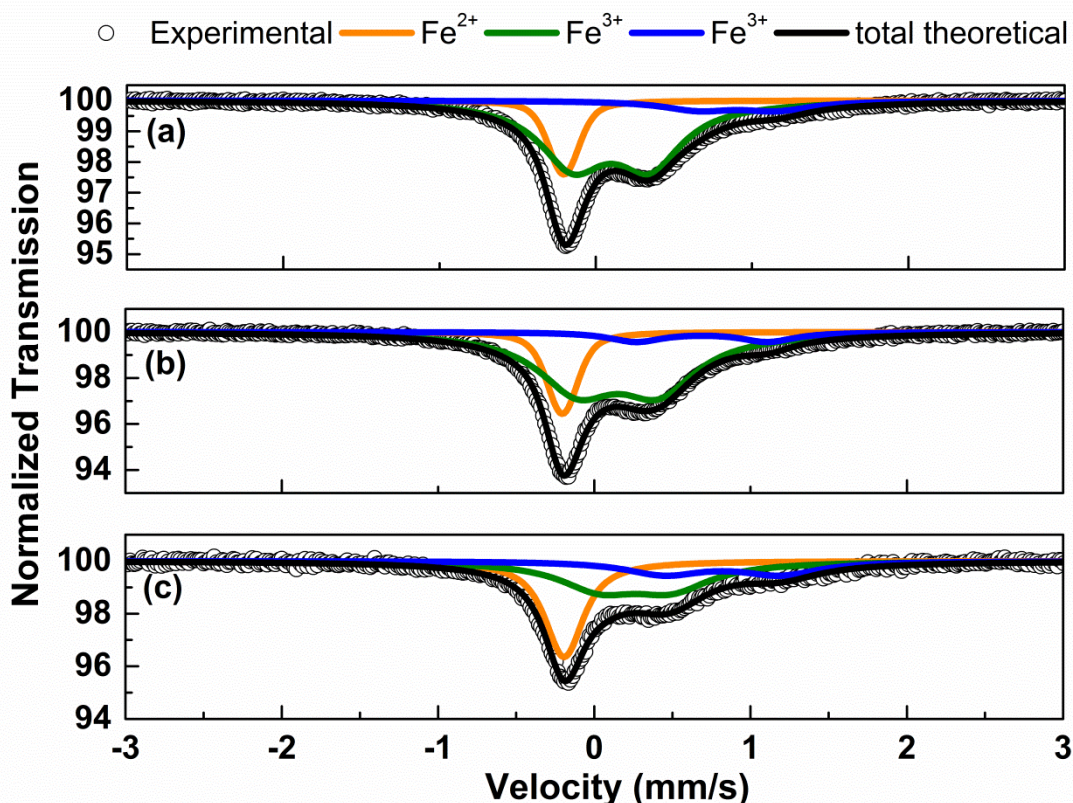 Experimental Fe²⁺ Fe³⁺ Fe³⁺ total theoretical
Normalized Transmission
100
99
98
97
96
95
(a)
100
98
96
94
(b)
100
98
96
94
(c)
-3 -2 -1 0 1 2 3
Velocity (mm/s)